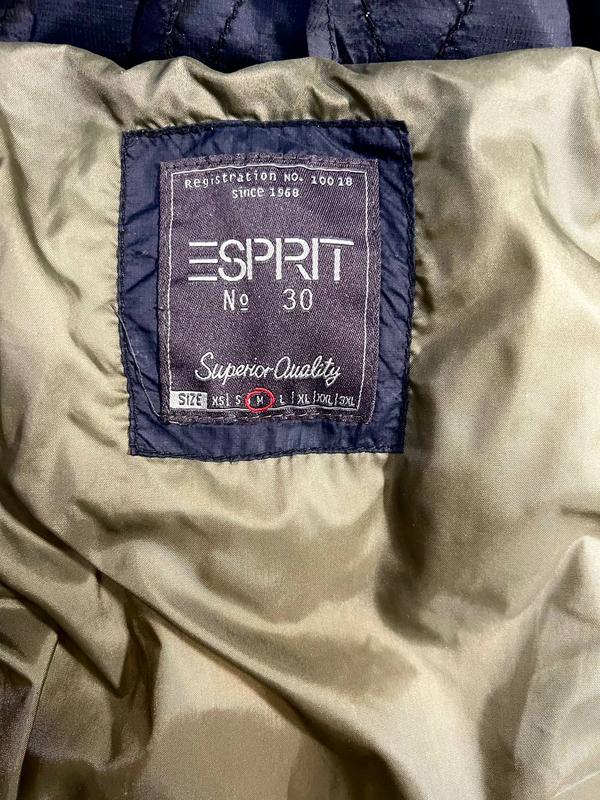 Registration No. 10018
Since 1968
ESPRIT
Nº 30
Superior Quality
SIZE XS S M L XL XXL 3XL